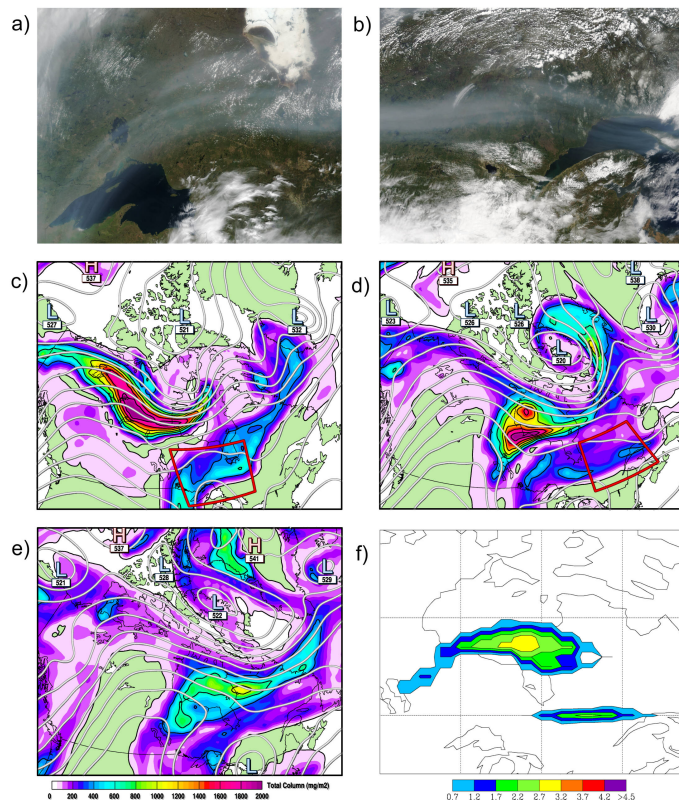 a)
b)
c)
H
537
L
527
L
521
L
532
d)
H
535
L
523
L
526
L
526
L
538
L
530
L
520
e)
H
537
L
521
L
528
H
541
L
529
L
522
L
f)
Total Column (mg/m2)
0 200 400 600 800 1000 1200 1400 1600 1800 2000
0.7 1.2 1.7 2.2 2.7 3.2 3.7 4.2 >4.5